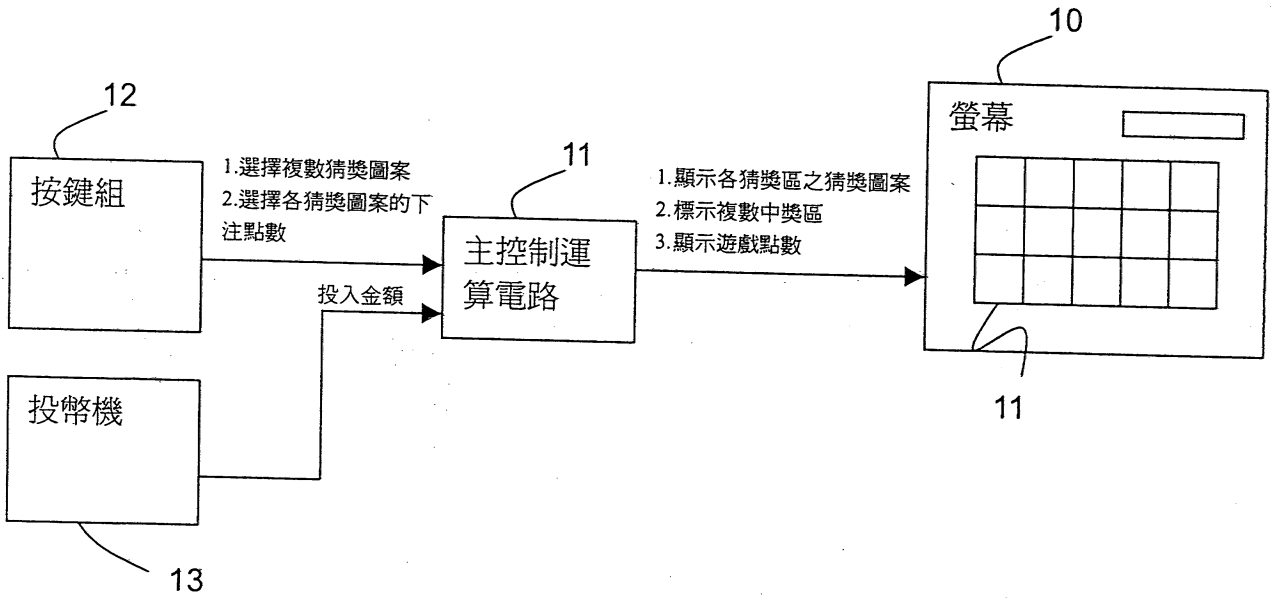 12
按鍵組
1.選擇複數猜獎圖案
2.選擇各猜獎圖案的下
注點數
投入金額
投幣機
13
11
主控制運
算電路
1.顯示各猜獎區之猜獎圖案
2.標示複數中獎區
3.顯示遊戲點數
10
螢幕
11